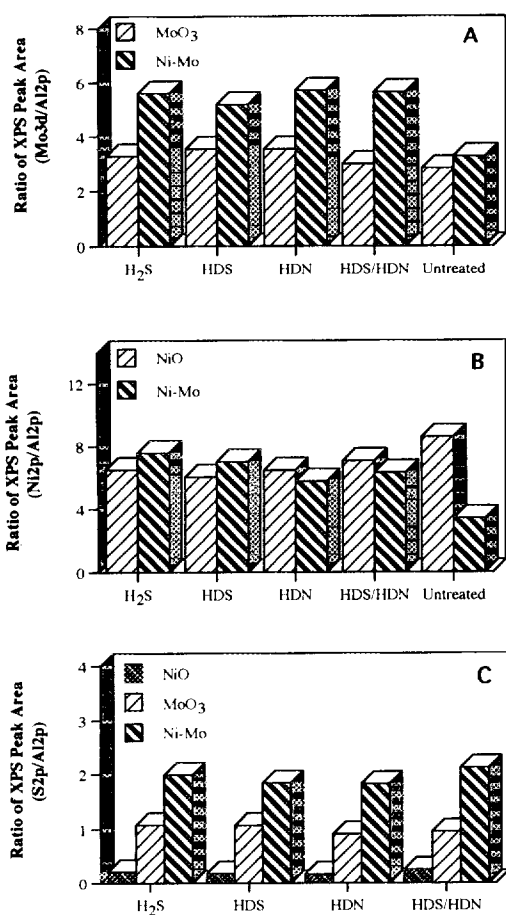 A
MoO3
Ni-Mo
Ratio of XPS Peak Area
(Mo3d/Al2p)
8
6
4
2
0
H2S HDS HDN HDS/HDN Untreated
B
NiO
Ni-Mo
Ratio of XPS Peak Area
(Ni2p/Al2p)
12
8
4
0
H2S HDS HDN HDS/HDN Untreated
C
NiO
MoO3
Ni-Mo
Ratio of XPS Peak Area
(S2p/Al2p)
4
3
2
1
0
H2S HDS HDN HDS/HDN